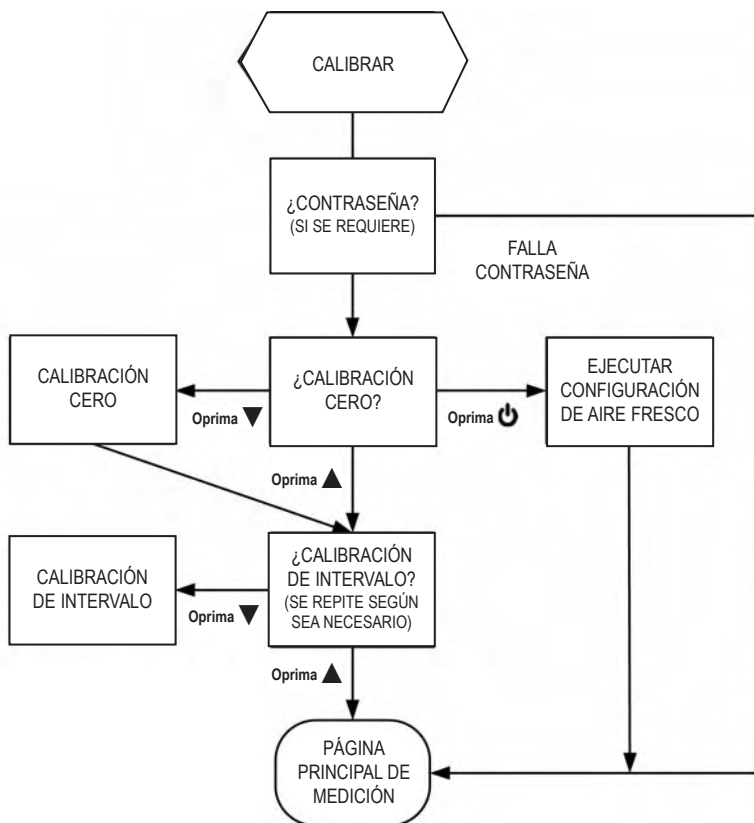 CALIBRAR
¿CONTRASEÑA?
(SI SE REQUIERE)
FALLA
CONTRASEÑA
CALIBRACIÓN
CERO
Oprima ▼
¿CALIBRACIÓN
CERO?
Oprima ⏻
EJECUTAR
CONFIGURACIÓN
DE AIRE FRESCO
Oprima ▲
CALIBRACIÓN
DE INTERVALO
Oprima ▼
¿CALIBRACIÓN
DE INTERVALO?
(SE REPITE SEGÚN
SEA NECESARIO)
Oprima ▲
PÁGINA
PRINCIPAL DE
MEDICIÓN